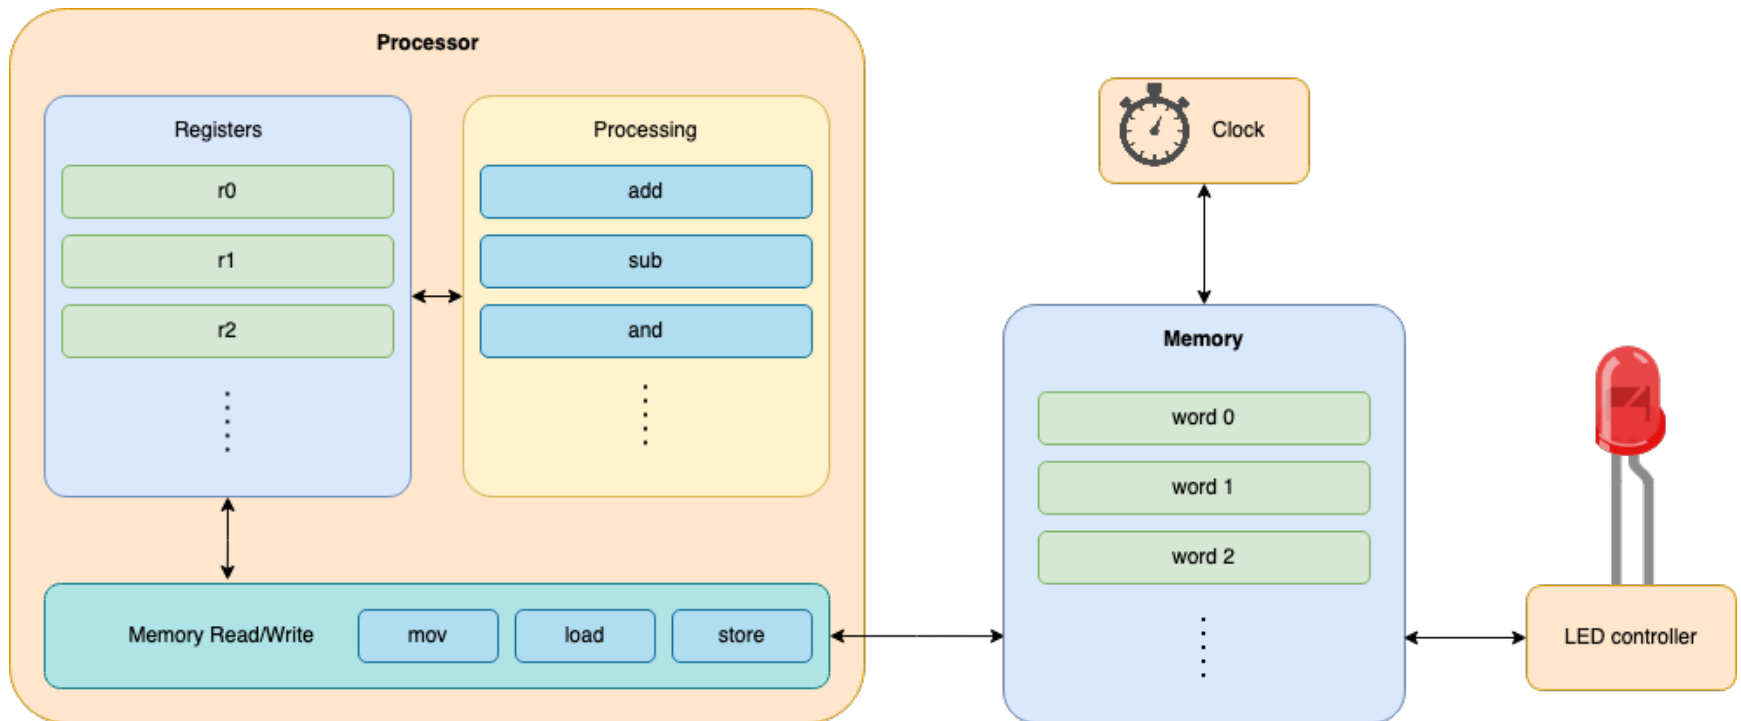 Processor
Registers
r0
r1
r2
Processing
add
sub
and
Memory Read/Write
mov
load
store
Clock
Memory
word 0
word 1
word 2
LED controller